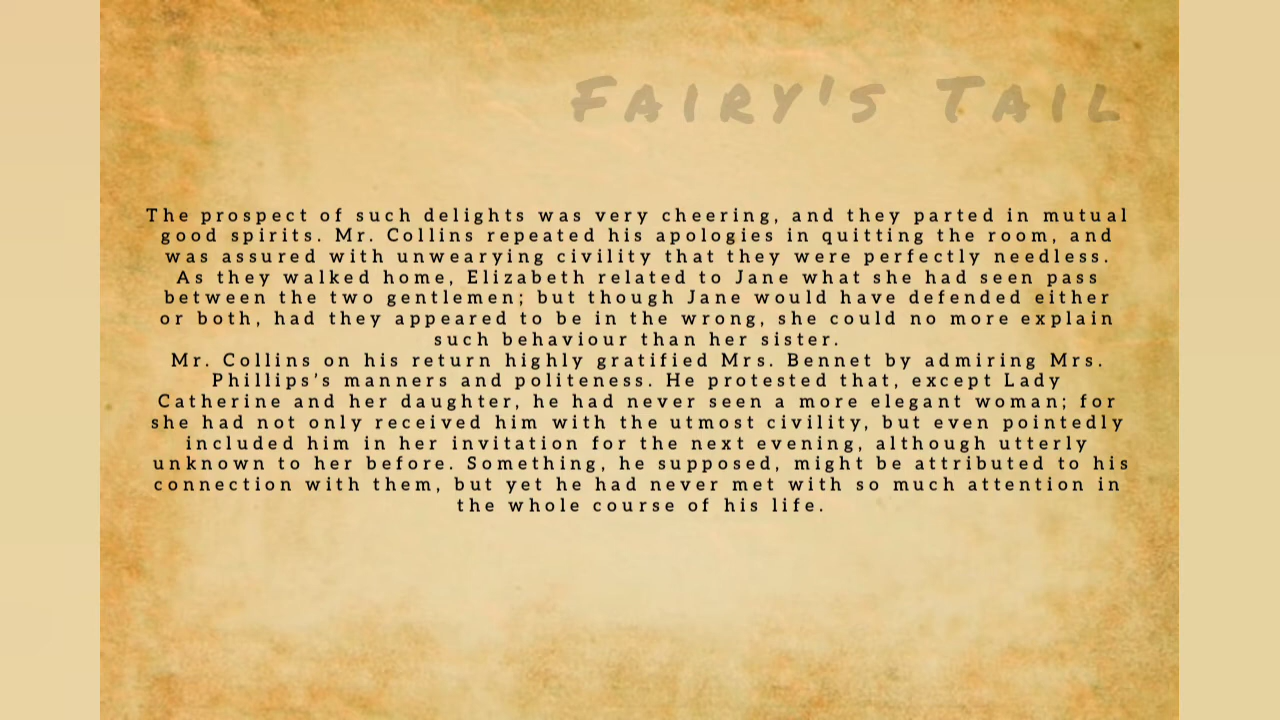 Fairy's Tail
The prospect of such delights was very cheering, and they parted in mutual
good spirits. Mr. Collins repeated his apologies in quitting the room, and
was assured with unwearying civility that they were perfectly needless.
As they walked home, Elizabeth related to Jane what she had seen pass
between the two gentlemen; but though Jane would have defended either
or both, had they appeared to be in the wrong, she could no more explain
such behaviour than her sister.
Mr. Collins on his return highly gratified Mrs. Bennet by admiring Mrs.
Phillips's manners and politeness. He protested that, except Lady
Catherine and her daughter, he had never seen a more elegant woman; for
she had not only received him with the utmost civility, but even pointedly
included him in her invitation for the next evening, although utterly
unknown to her before. Something, he supposed, might be attributed to his
connection with them, but yet he had never met with so much attention in
the whole course of his life.